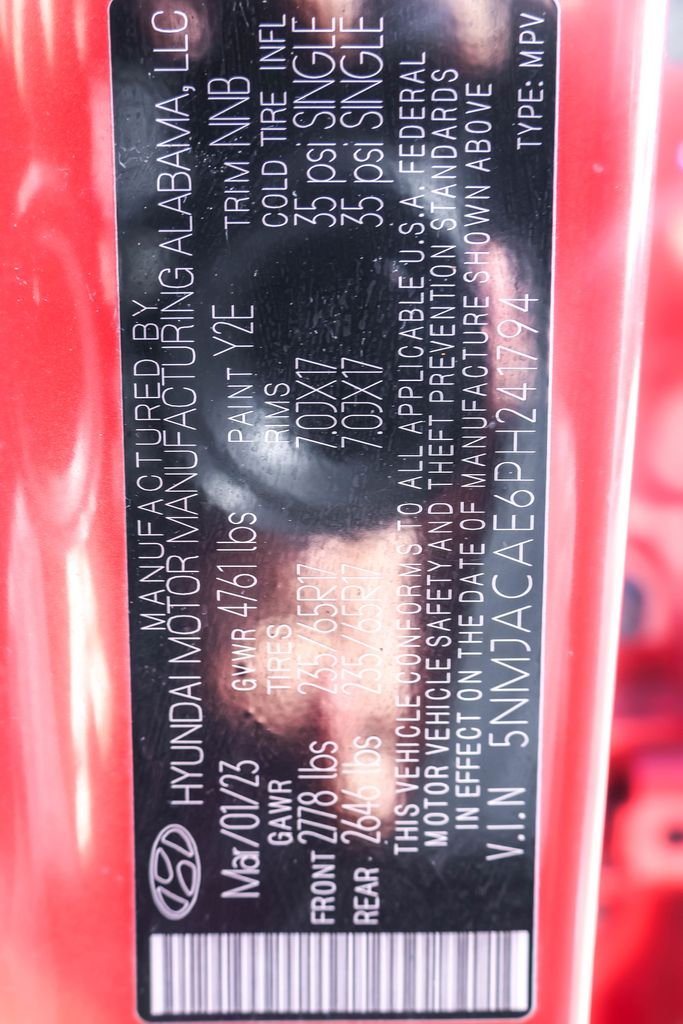 MANUFACTURED BY
HYUNDAI MOTOR MANUFACTURING ALABAMA, LLC
Mar/01/23 GVWR 4761 lbs PAINT Y2E TRIM NNB
GAWR TIRES RIMS COLD TIRE INFL
FRONT 2778 lbs 235/65R17 7.0JX17 35 psi SINGLE
REAR 2646 lbs 235/65R17 7.0JX17 35 psi SINGLE
THIS VEHICLE CONFORMS TO ALL APPLICABLE U.S.A. FEDERAL
MOTOR VEHICLE SAFETY AND THEFT PREVENTION STANDARDS
IN EFFECT ON THE DATE OF MANUFACTURE SHOWN ABOVE
V.I.N 5NMJACAE6PH241794 TYPE: MPV